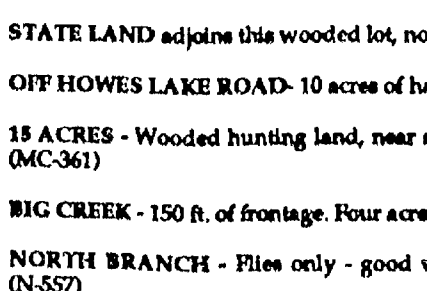 STATE LAND adjoins this wooded lot, no
OFF HOWES LAKE ROAD- 10 acres of
15 ACRES - Wooded hunting land, near
(MC-361)
BIG CREEK - 150 ft. of frontage. Four acre
NORTH BRANCH - Flies only - good
(N-557)